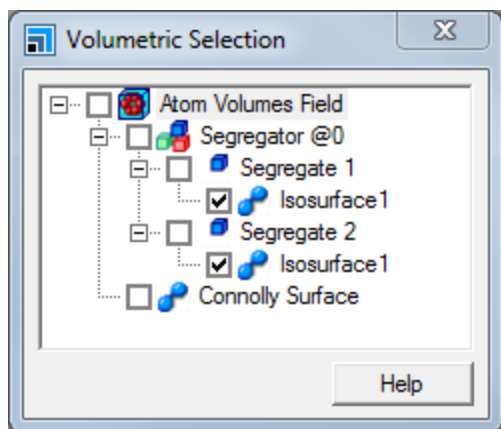 Volumetric Selection
Atom Volumes Field
Segregator @0
Segregate 1
Isosurface1
Segregate 2
Isosurface1
Connolly Surface
Help